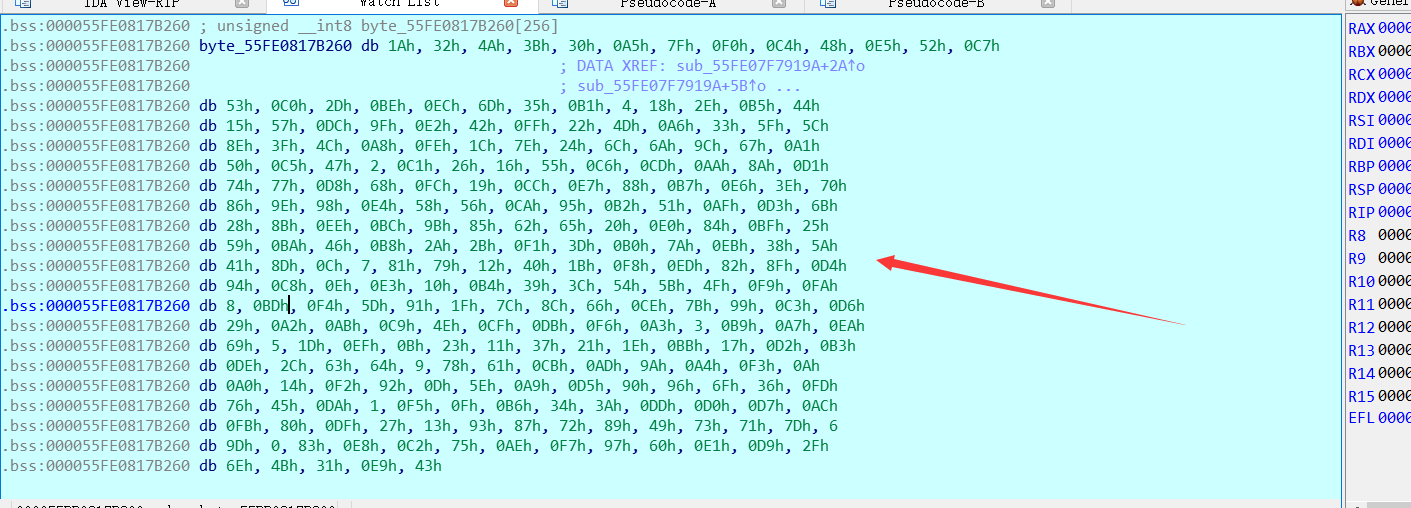 IDA View-RIP Watch List Pseudocode-A Pseudocode-B
.bss:000055FE0817B260 ; unsigned __int8 byte_55FE0817B260[256]
.bss:000055FE0817B260 byte_55FE0817B260 db 1Ah, 32h, 4Ah, 3Bh, 30h, 0A5h, 7Fh, 0F0h, 0C4h, 48h, 0E5h, 52h, 0C7h
.bss:000055FE0817B260 ; DATA XREF: sub_55FE07F7919A+2A↑o
.bss:000055FE0817B260 ; sub_55FE07F7919A+5B↑o ...
.bss:000055FE0817B260 db 53h, 0C0h, 2Dh, 0BEh, 0ECh, 6Dh, 35h, 0B1h, 4, 18h, 2Eh, 0B5h, 44h
.bss:000055FE0817B260 db 15h, 57h, 0DCh, 9Fh, 0E2h, 42h, 0FFh, 22h, 4Dh, 0A6h, 33h, 5Fh, 5Ch
.bss:000055FE0817B260 db 8Eh, 3Fh, 4Ch, 0A8h, 0FEh, 1Ch, 7Eh, 24h, 6Ch, 6Ah, 9Ch, 67h, 0A1h
.bss:000055FE0817B260 db 50h, 0C5h, 47h, 2, 0C1h, 26h, 16h, 55h, 0C6h, 0CDh, 0AAh, 8Ah, 0D1h
.bss:000055FE0817B260 db 74h, 77h, 0D8h, 68h, 0FCh, 19h, 0CCh, 0E7h, 88h, 0B7h, 0E6h, 3Eh, 70h
.bss:000055FE0817B260 db 86h, 9Eh, 98h, 0E4h, 58h, 56h, 0CAh, 95h, 0B2h, 51h, 0AFh, 0D3h, 6Bh
.bss:000055FE0817B260 db 28h, 8Bh, 0EEh, 0BCh, 9Bh, 85h, 62h, 65h, 20h, 0E0h, 84h, 0BFh, 25h
.bss:000055FE0817B260 db 59h, 0BAh, 46h, 0B8h, 2Ah, 2Bh, 0F1h, 3Dh, 0B0h, 7Ah, 0EBh, 38h, 5Ah
.bss:000055FE0817B260 db 41h, 8Dh, 0Ch, 7, 81h, 79h, 12h, 40h, 1Bh, 0F8h, 0EDh, 82h, 8Fh, 0D4h
.bss:000055FE0817B260 db 94h, 0C8h, 0Eh, 0E3h, 10h, 0B4h, 39h, 3Ch, 54h, 5Bh, 4Fh, 0F9h, 0FAh
.bss:000055FE0817B260 db 8, 0BDh, 0F4h, 5Dh, 91h, 1Fh, 7Ch, 8Ch, 66h, 0CEh, 7Bh, 99h, 0C3h, 0D6h
.bss:000055FE0817B260 db 29h, 0A2h, 0ABh, 0C9h, 4Eh, 0CFh, 0DBh, 0F6h, 0A3h, 3, 0B9h, 0A7h, 0EAh
.bss:000055FE0817B260 db 69h, 5, 1Dh, 0EFh, 0Bh, 23h, 11h, 37h, 21h, 1Eh, 0BBh, 17h, 0D2h, 0B3h
.bss:000055FE0817B260 db 0DEh, 2Ch, 63h, 64h, 9, 78h, 61h, 0CBh, 0ADh, 9Ah, 0A4h, 0F3h, 0Ah
.bss:000055FE0817B260 db 0A0h, 14h, 0F2h, 92h, 0Dh, 5Eh, 0A9h, 0D5h, 90h, 96h, 6Fh, 36h, 0FDh
.bss:000055FE0817B260 db 76h, 45h, 0DAh, 1, 0F5h, 0Fh, 0B6h, 34h, 3Ah, 0DDh, 0D0h, 0D7h, 0ACh
.bss:000055FE0817B260 db 0FBh, 80h, 0DFh, 27h, 13h, 93h, 87h, 72h, 89h, 49h, 73h, 71h, 7Dh, 6
.bss:000055FE0817B260 db 9Dh, 0, 83h, 0E8h, 0C2h, 75h, 0AEh, 0F7h, 97h, 60h, 0E1h, 0D9h, 2Fh
.bss:000055FE0817B260 db 6Eh, 4Bh, 31h, 0E9h, 43h
RAX 0000
RBX 0000
RCX 0000
RDX 0000
RSI 0000
RDI 0000
RBP 0000
RSP 0000
RIP 0000
R8 0000
R9 0000
R10 0000
R11 0000
R12 0000
R13 0000
R14 0000
R15 0000
EFL 0000